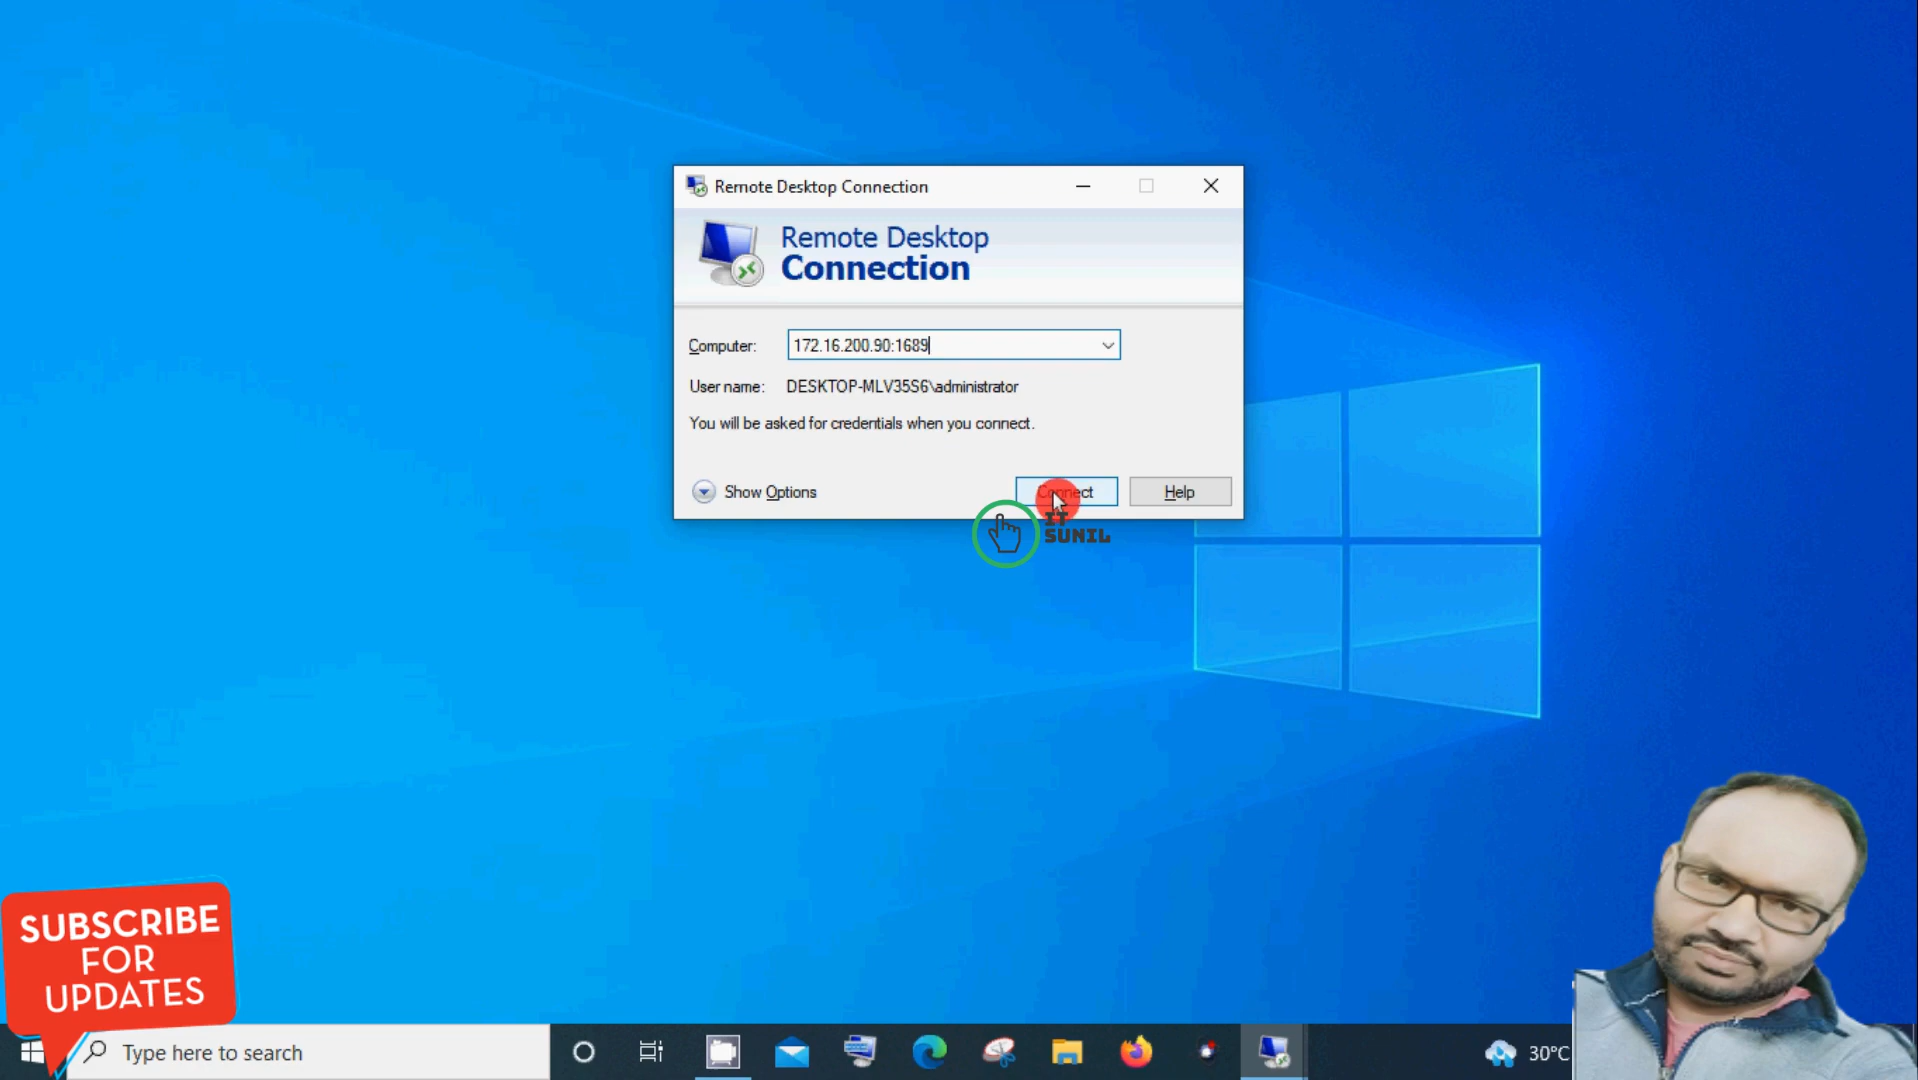 Remote Desktop Connection
Remote Desktop
Connection
Computer: 172.16.200.90:1689
User name: DESKTOP-MLV35S6\administrator
You will be asked for credentials when you connect.
Show Options
Connect
Help
IT
SUNIL
SUBSCRIBE
FOR
UPDATES
Type here to search
30°C